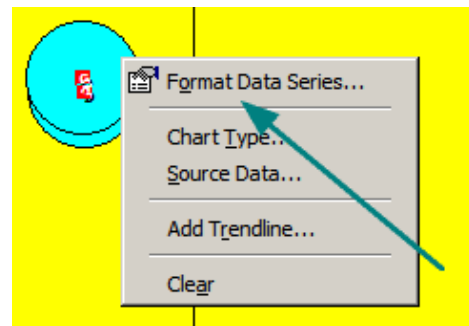 Format Data Series...
Chart Type...
Source Data...
Add Trendline...
Clear